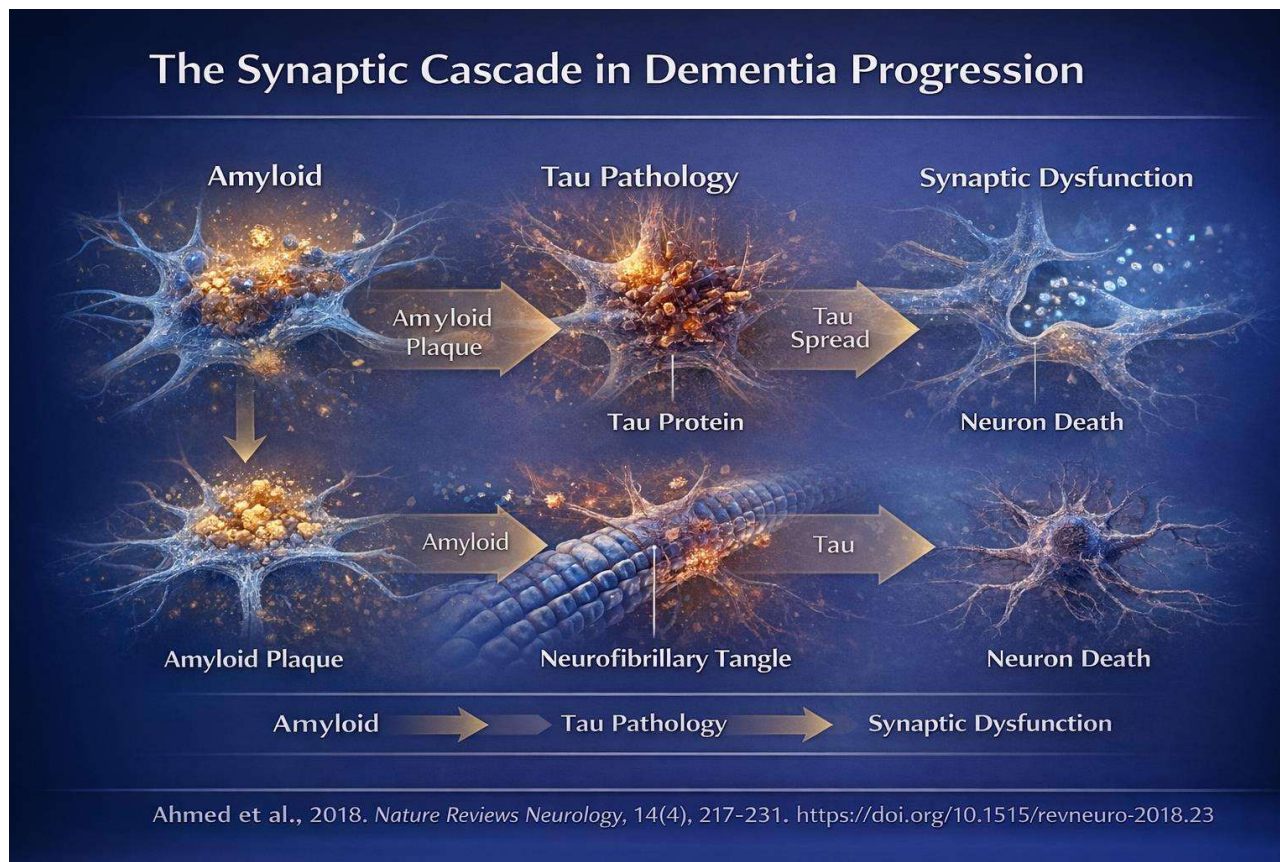 The Synaptic Cascade in Dementia Progression
Amyloid
Tau Pathology
Synaptic Dysfunction
Amyloid
Plaque
Tau
Spread
Tau Protein
Neuron Death
Amyloid
Tau
Amyloid Plaque
Neurofibrillary Tangle
Neuron Death
Amyloid
Tau Pathology
Synaptic Dysfunction
Ahmed et al., 2018. Nature Reviews Neurology, 14(4), 217-231. https://doi.org/10.1515/revneuro-2018.23